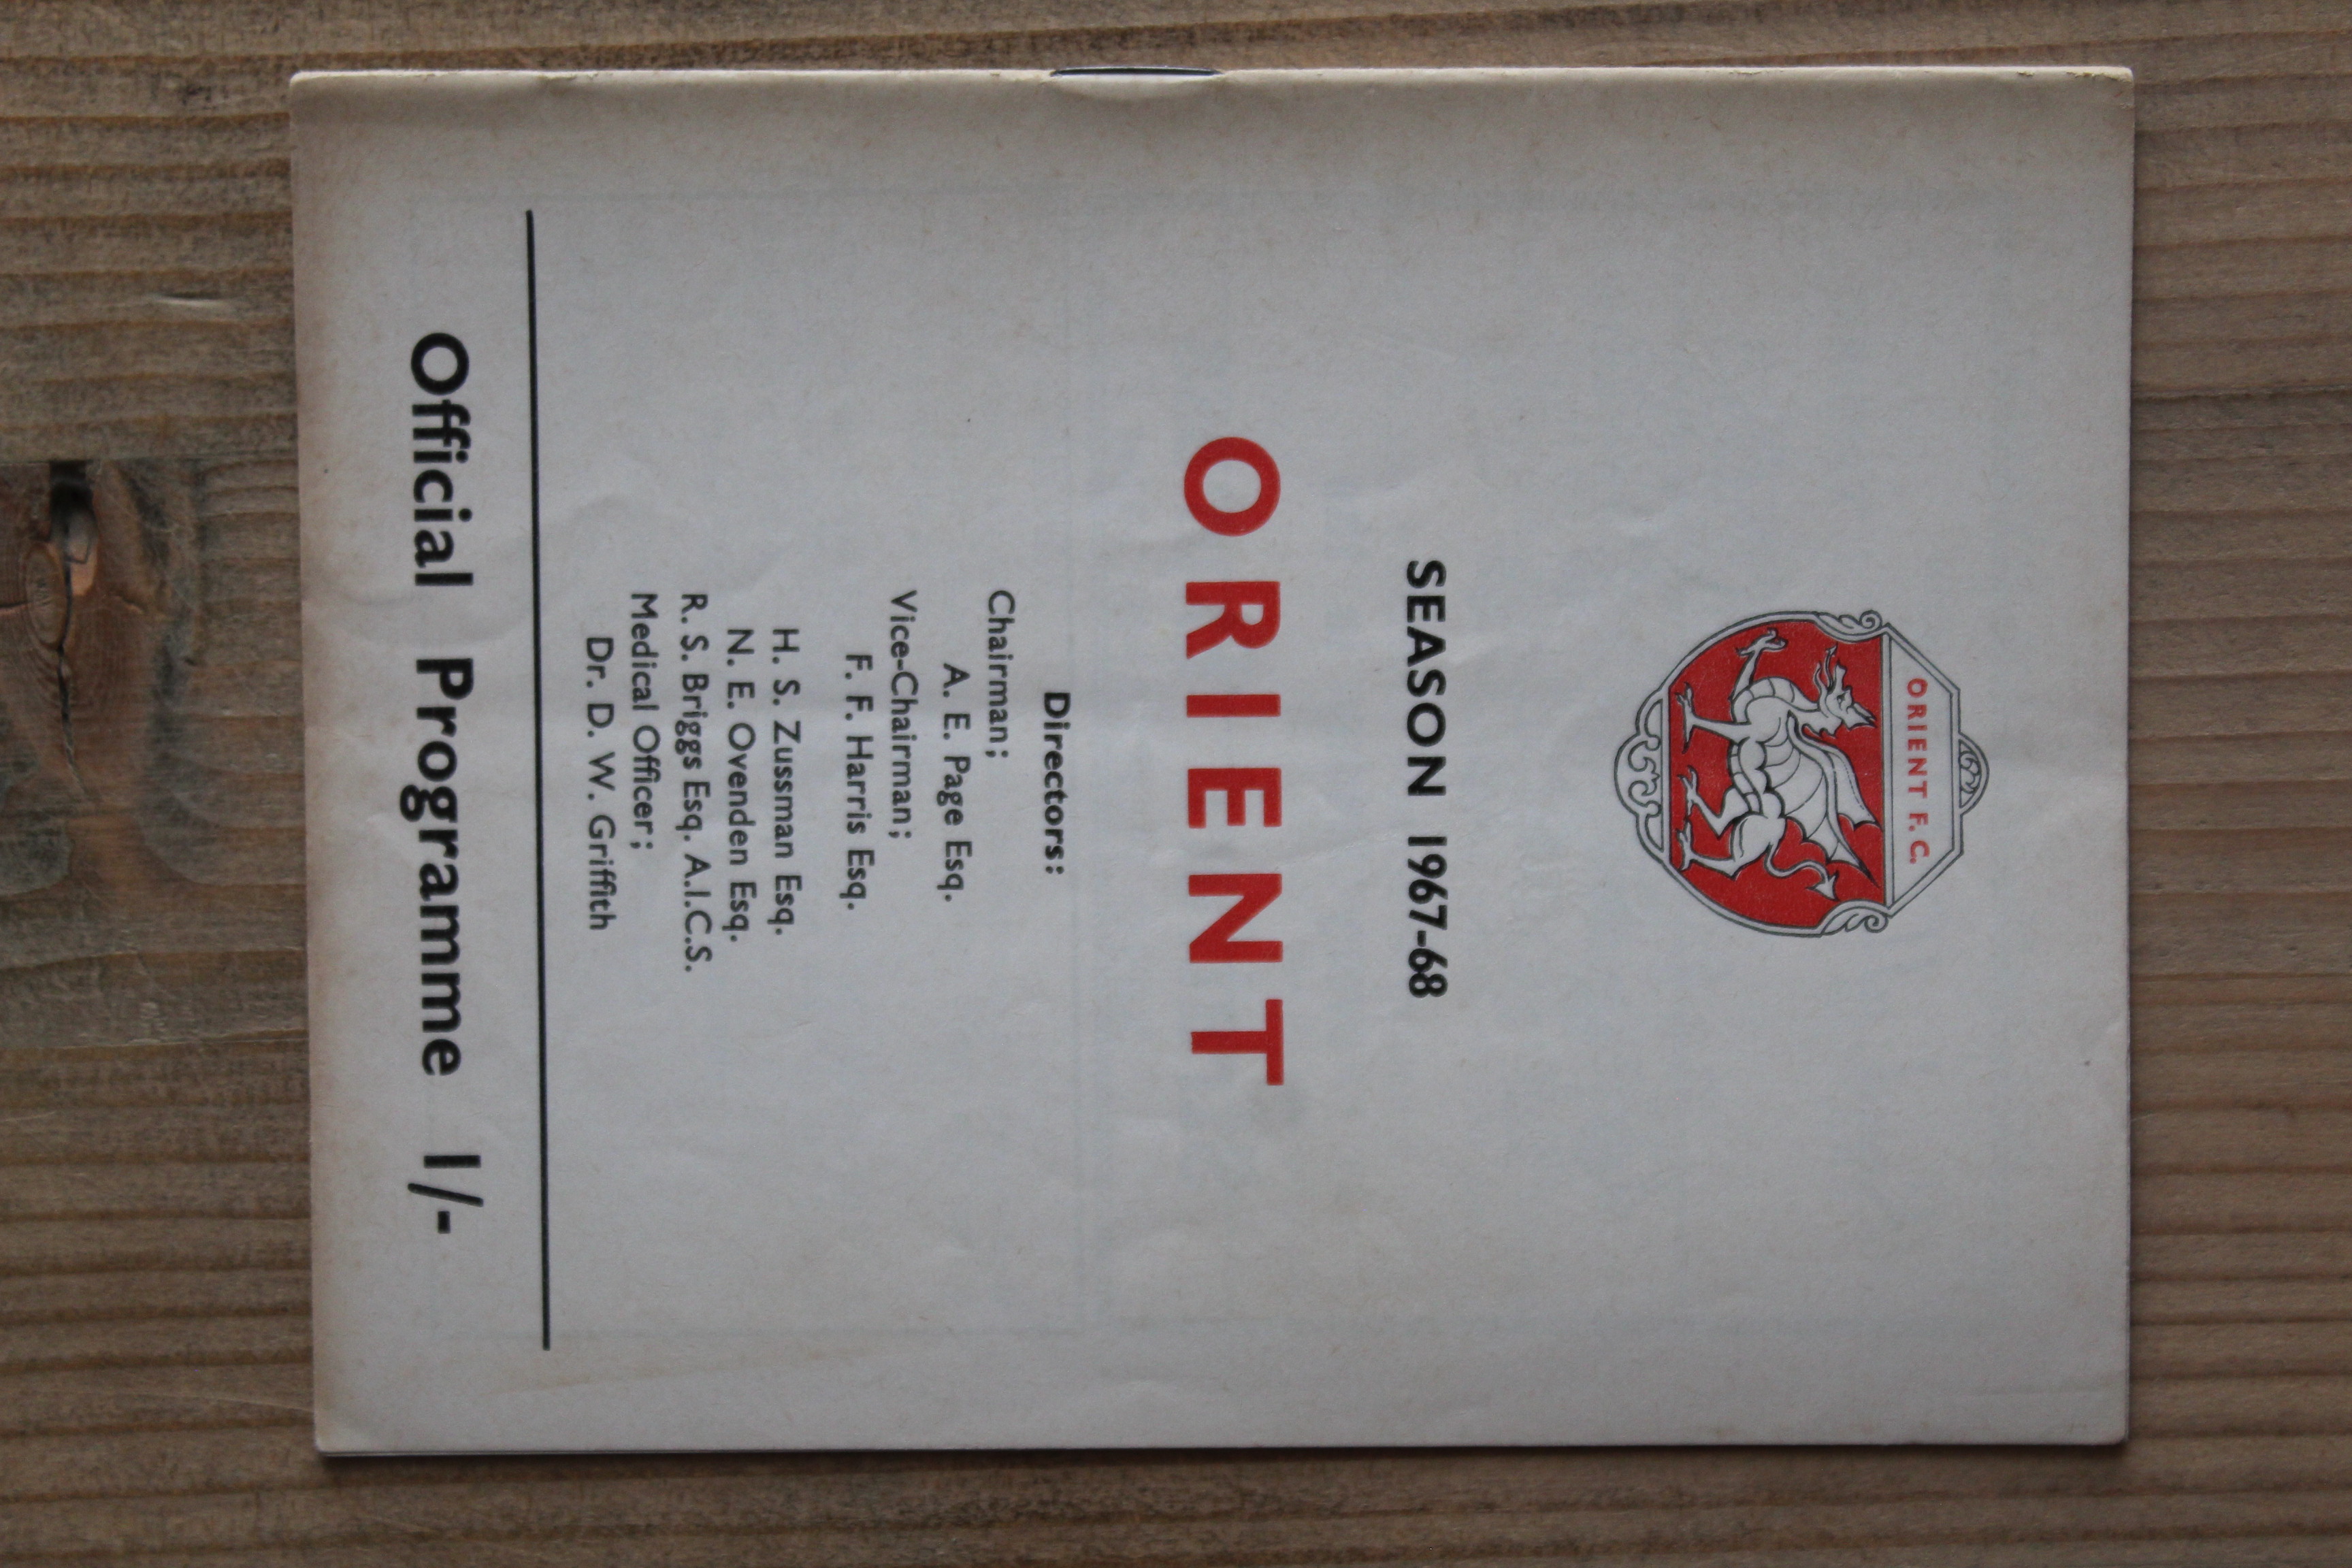 ORIENT F.C.
SEASON 1967-68
ORIENT
Directors:
Chairman;
A. E. Page Esq.
Vice-Chairman;
F. F. Harris Esq.
H. S. Zussman Esq.
N. E. Ovenden Esq.
R. S. Briggs Esq. A.I.C.S.
Medical Officer;
Dr. D. W. Griffith
Official Programme 1/-